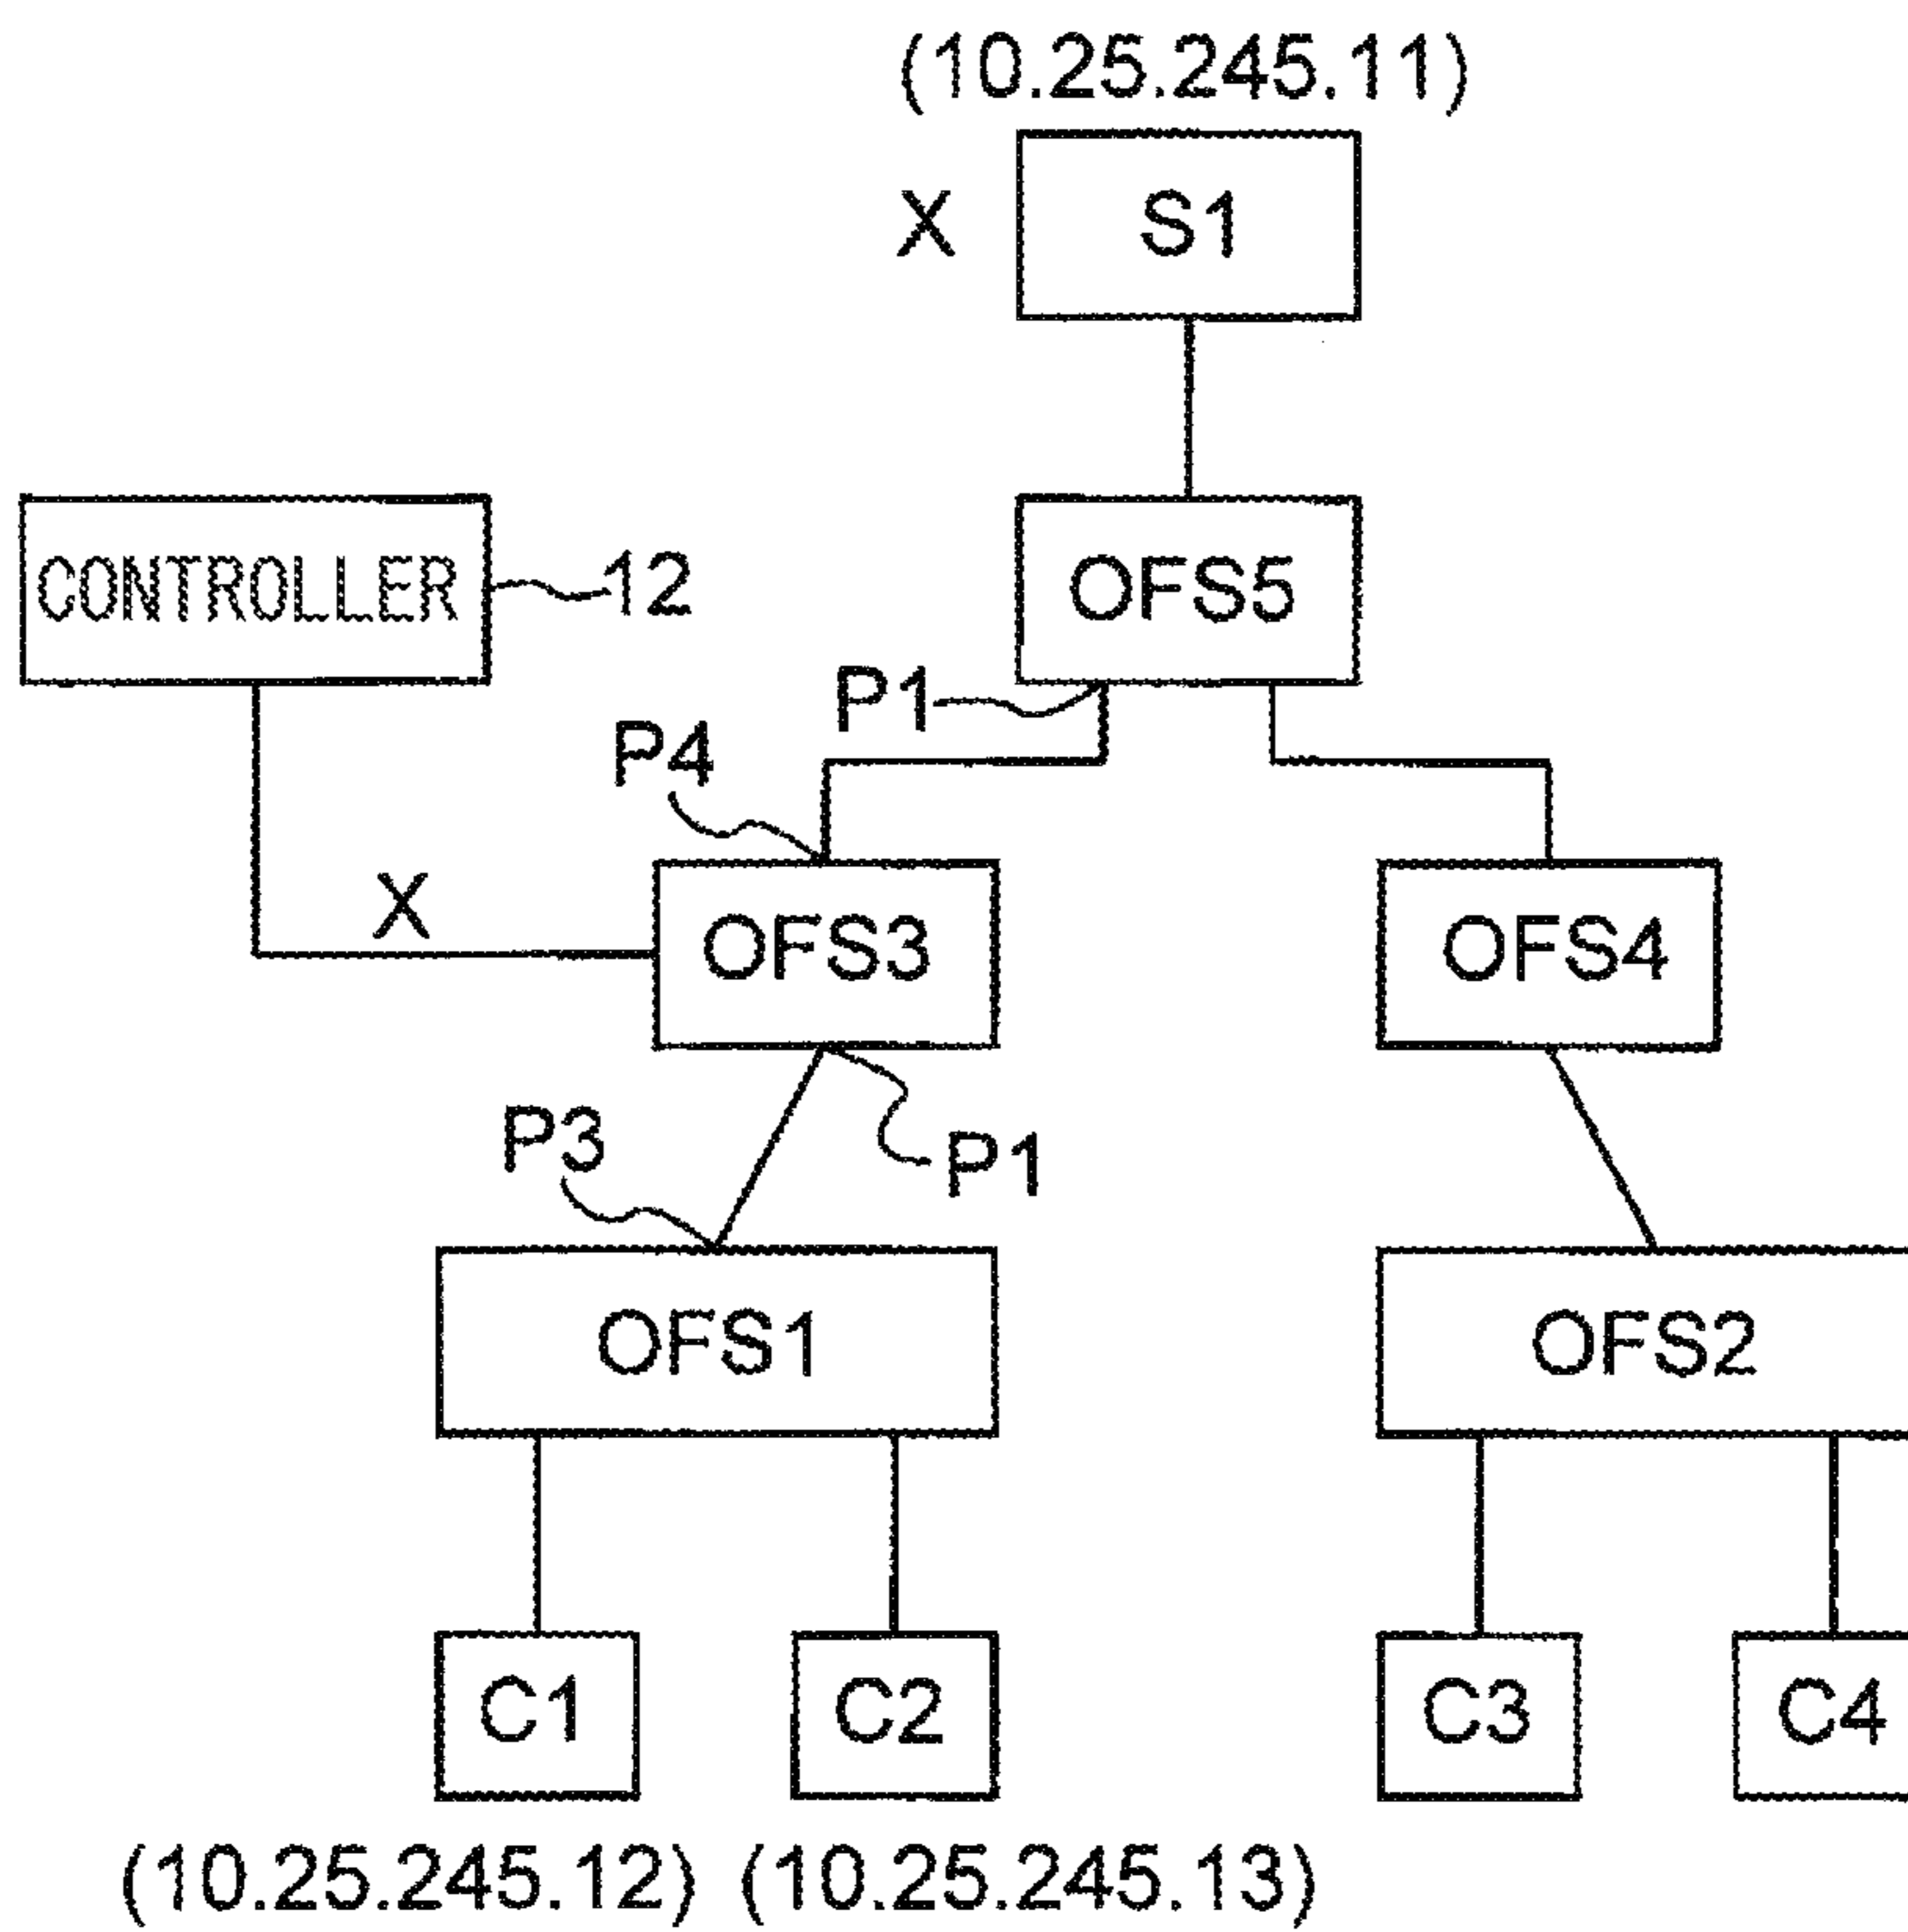 (10.25.245.11)
X
S1
CONTROLLER
12
OFS5
P1
P4
X
OFS3
OFS4
P3
P1
OFS1
OFS2
C1
C2
C3
C4
(10.25.245.12) (10.25.245.13)